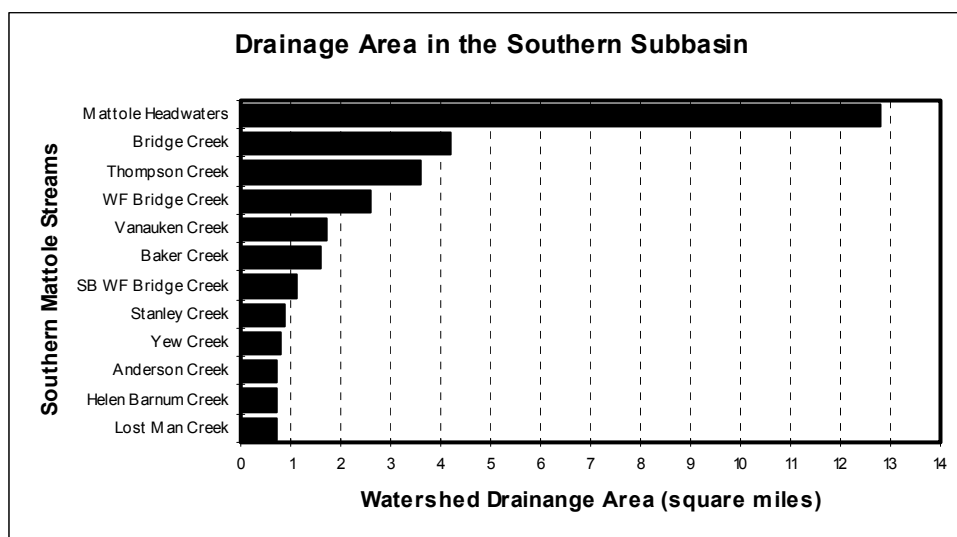 Drainage Area in the Southern Subbasin
Southern Mattole Streams
Mattole Headwaters
Bridge Creek
Thompson Creek
WF Bridge Creek
Vanauken Creek
Baker Creek
SB WF Bridge Creek
Stanley Creek
Yew Creek
Anderson Creek
Helen Barnum Creek
Lost Man Creek
0 1 2 3 4 5 6 7 8 9 10 11 12 13 14
Watershed Drainange Area (square miles)